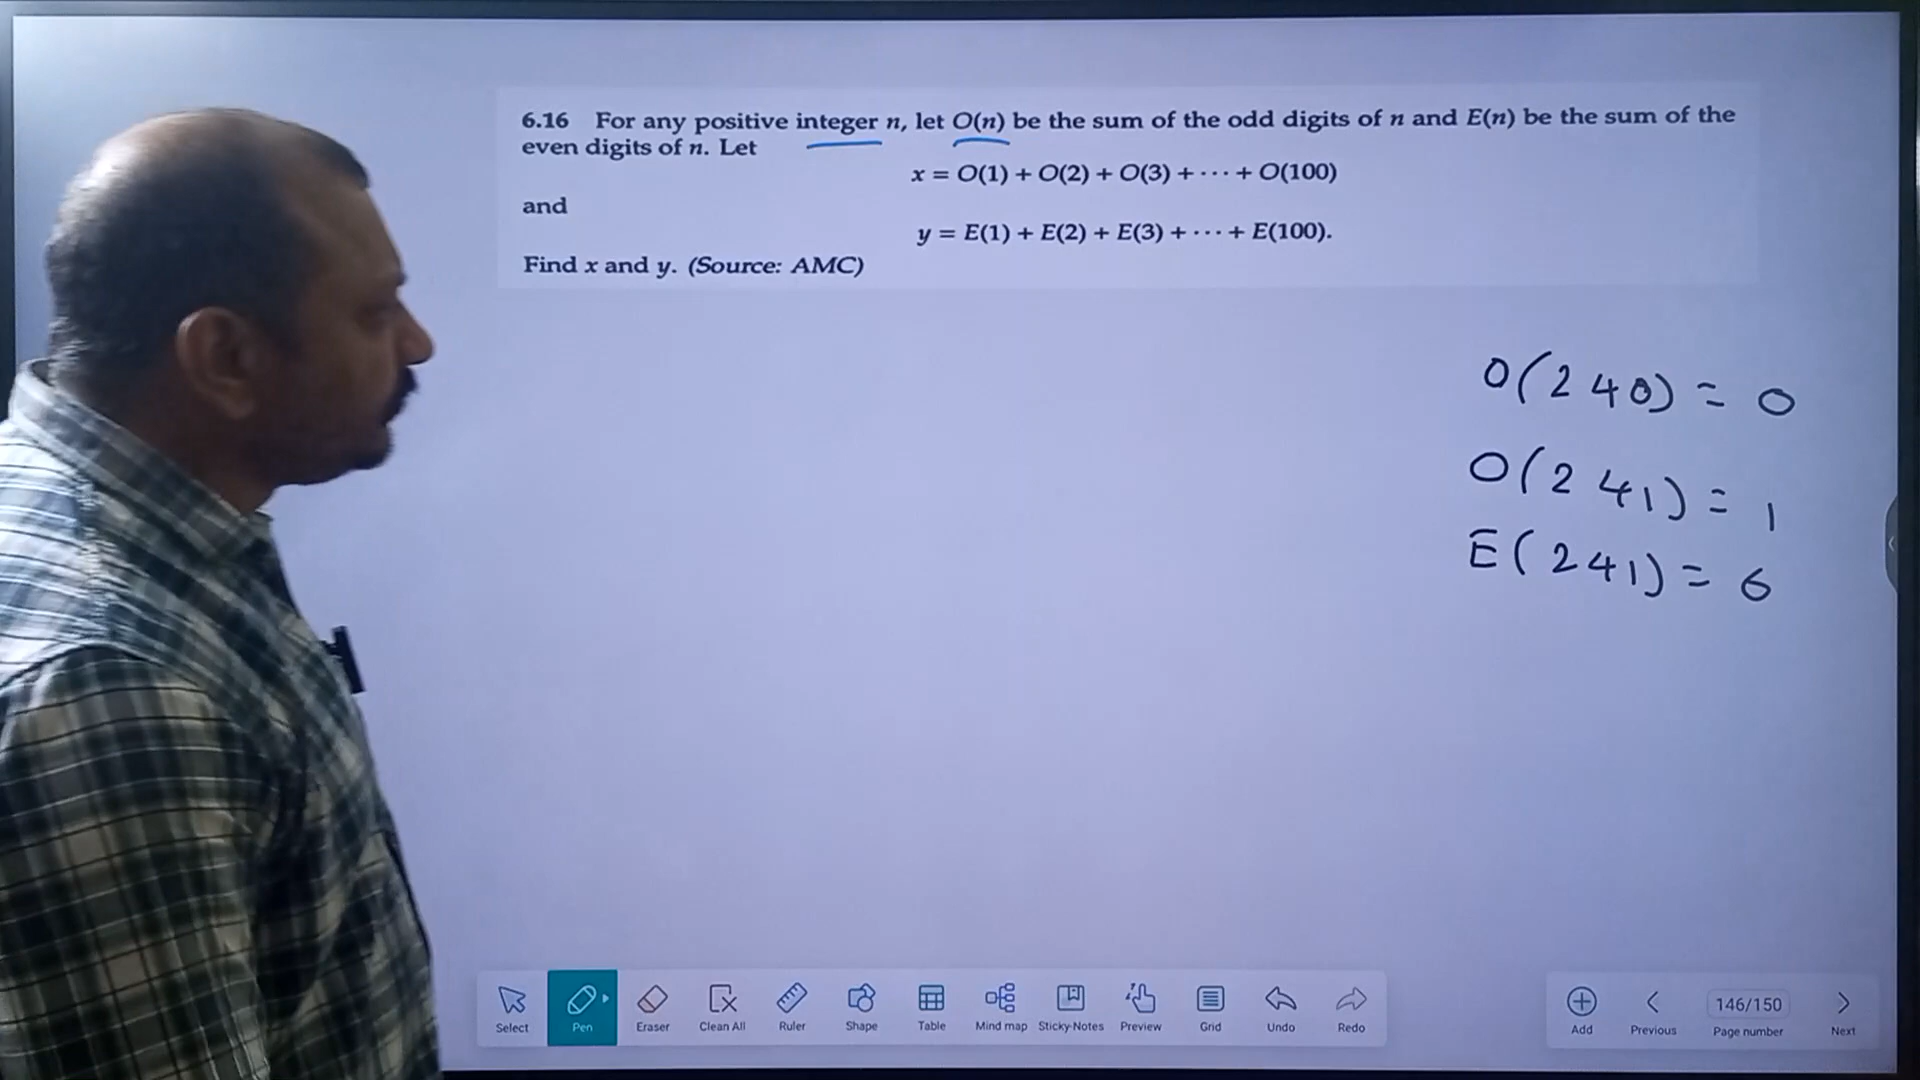 6.16 For any positive integer n, let O(n) be the sum of the odd digits of n and E(n) be the sum of the
even digits of n. Let
x = O(1) + O(2) + O(3) + · · · + O(100)
and
y = E(1) + E(2) + E(3) + · · · + E(100).
Find x and y. (Source: AMC)
O(240) = 0
O(241) = 1
E(241) = 6
Select Pen Eraser Clean All Ruler Shape Table Mind map Sticky Notes Preview Grid Undo Redo
146/150
Add Previous Page number Next